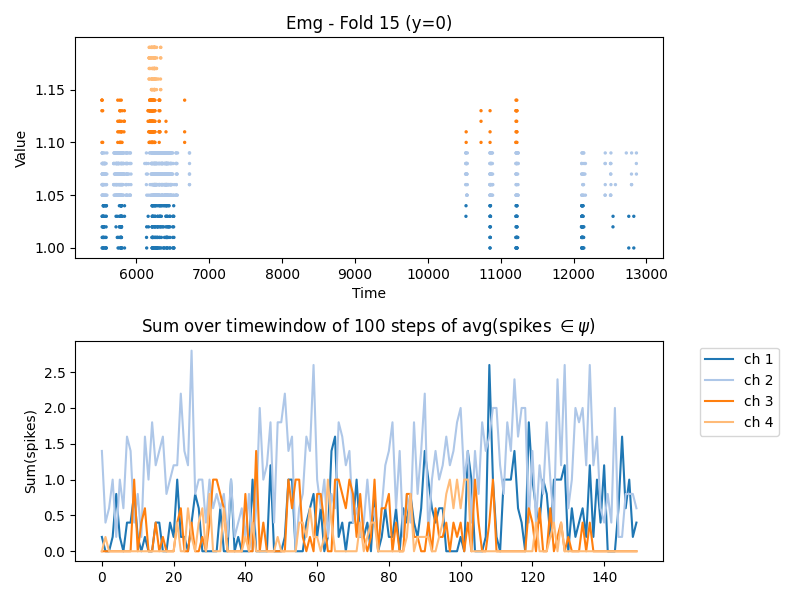 Emg - Fold 15 (y=0)
Value
1.15
1.10
1.05
1.00
6000 7000 8000 9000 10000 11000 12000 13000
Time
Sum over timewindow of 100 steps of avg(spikes ∈ψ)
Sum(spikes)
2.5
2.0
1.5
1.0
0.5
0.0
0 20 40 60 80 100 120 140
ch 1
ch 2
ch 3
ch 4